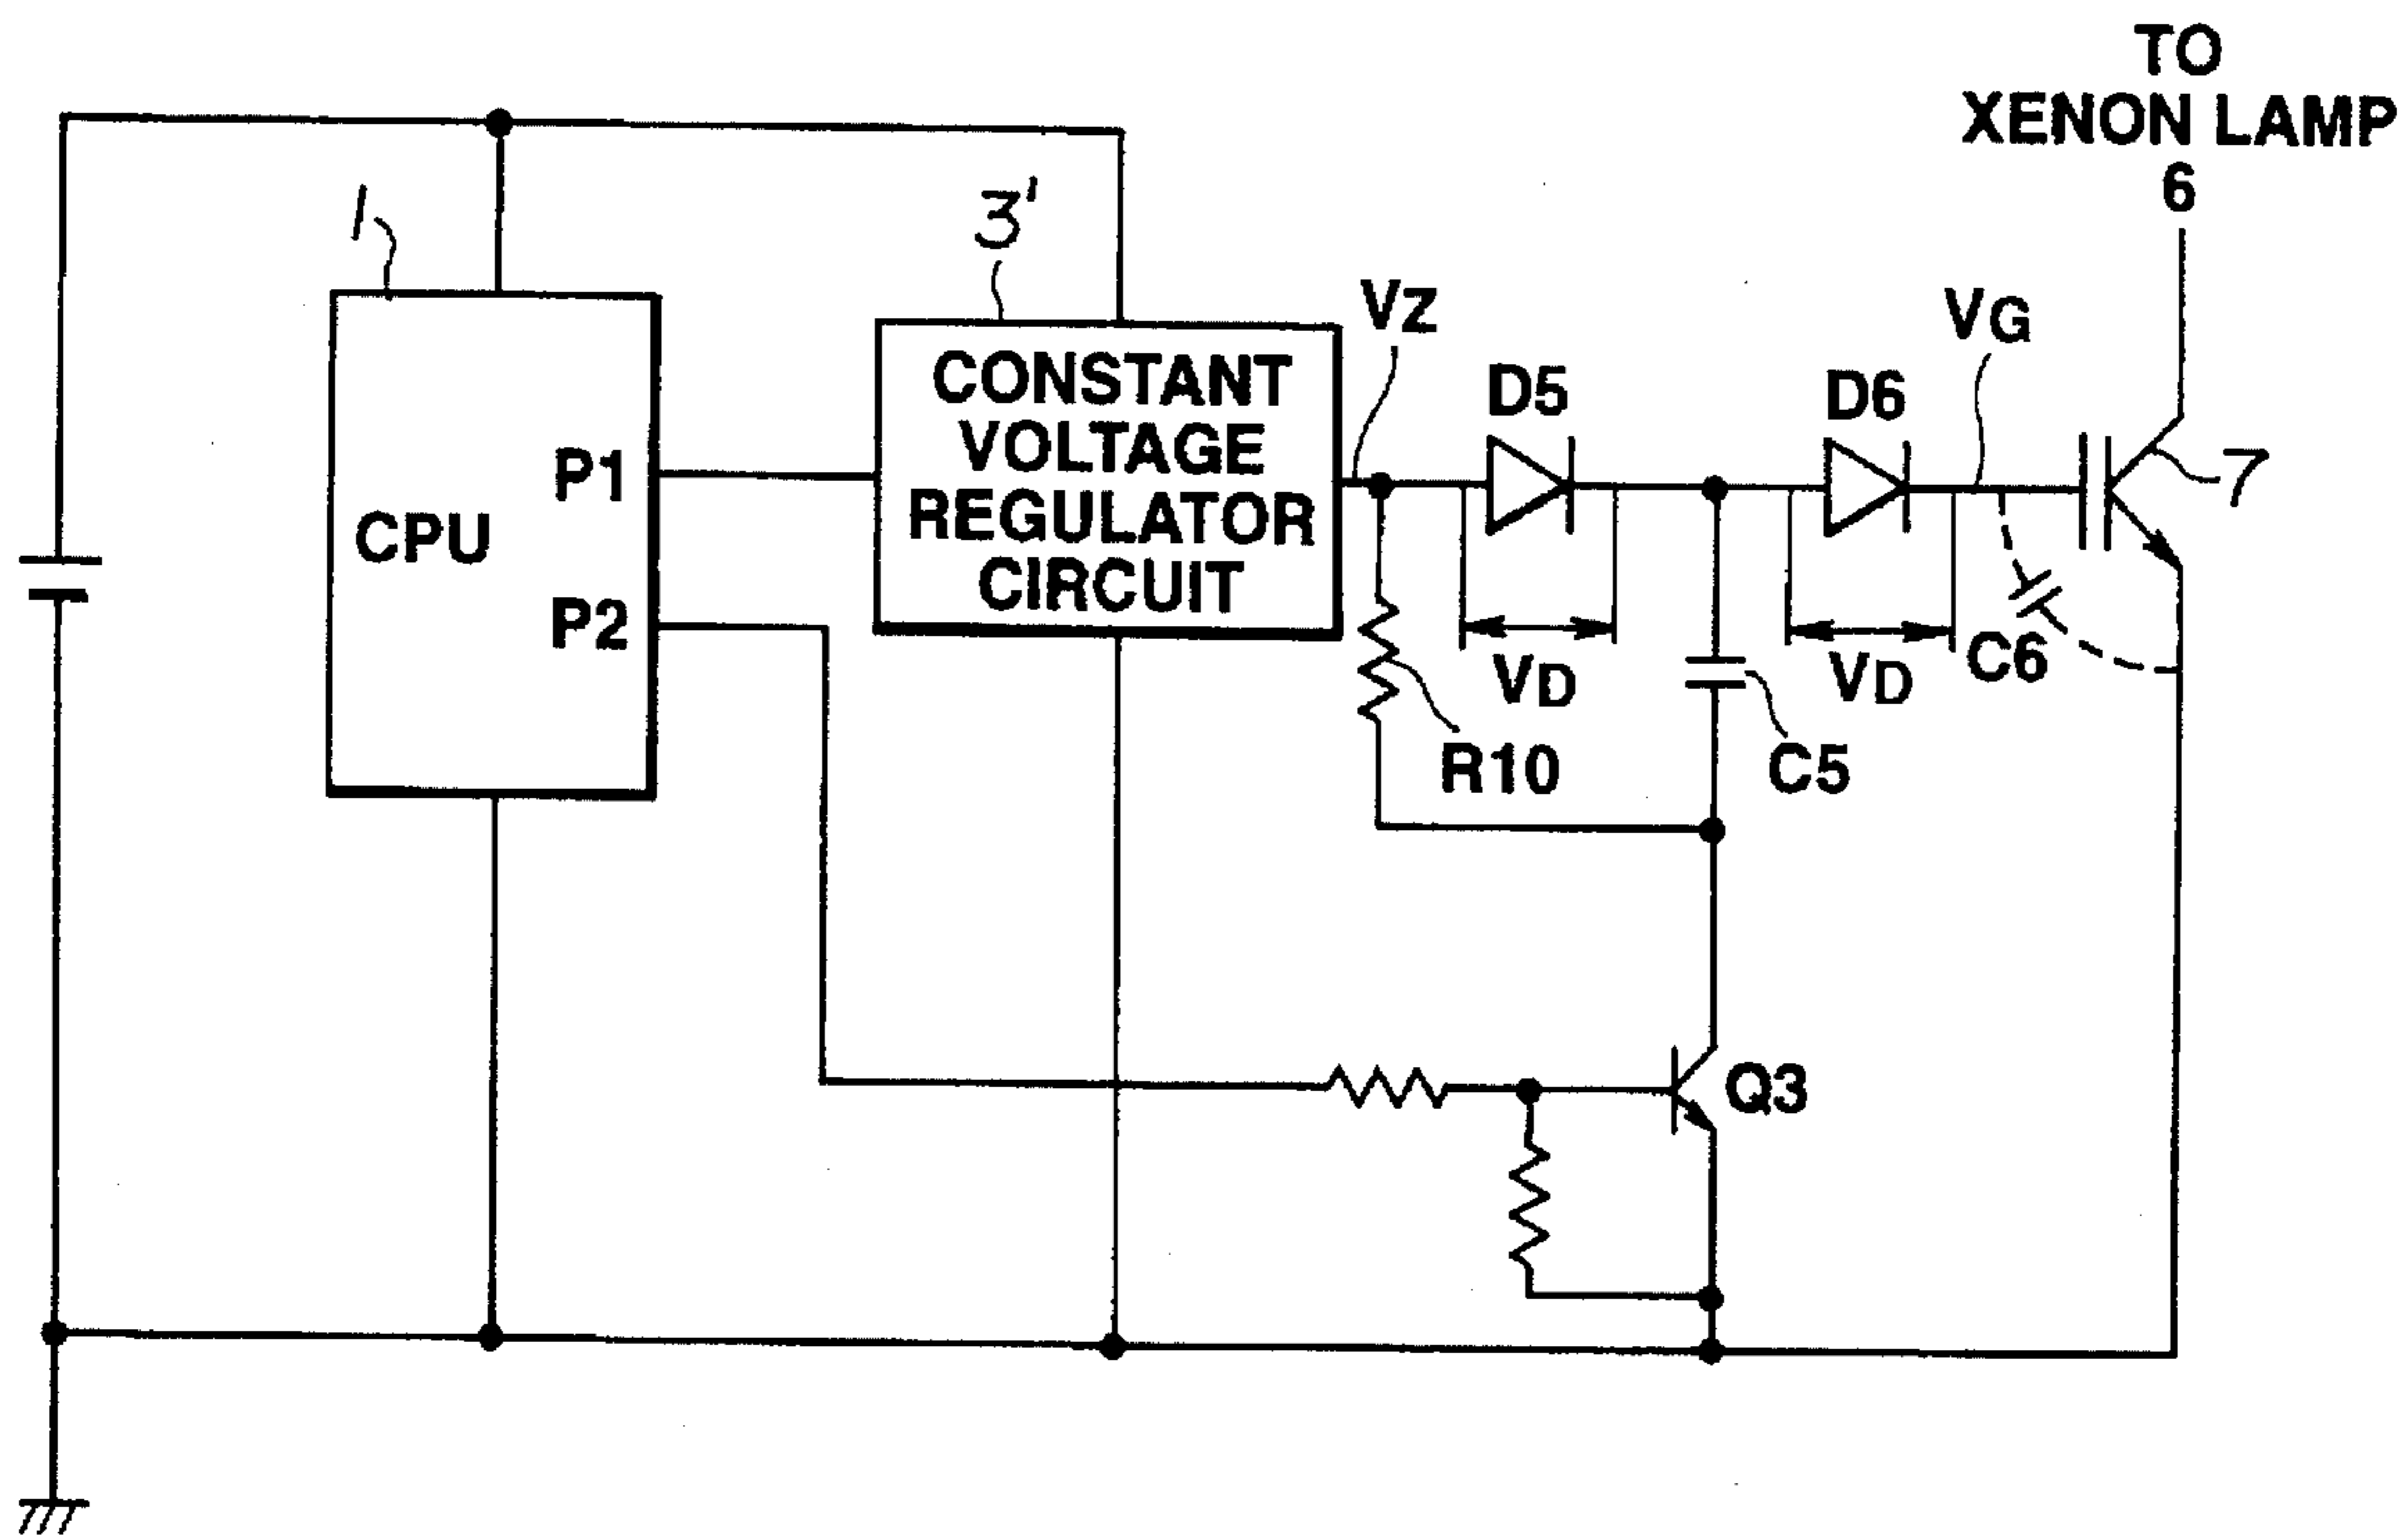 TO
XENON LAMP
6
1
3'
VZ
VG
CONSTANT
VOLTAGE
REGULATOR
CIRCUIT
D5
D6
7
P1
CPU
P2
VD
VD
C6
R10
C5
Q3